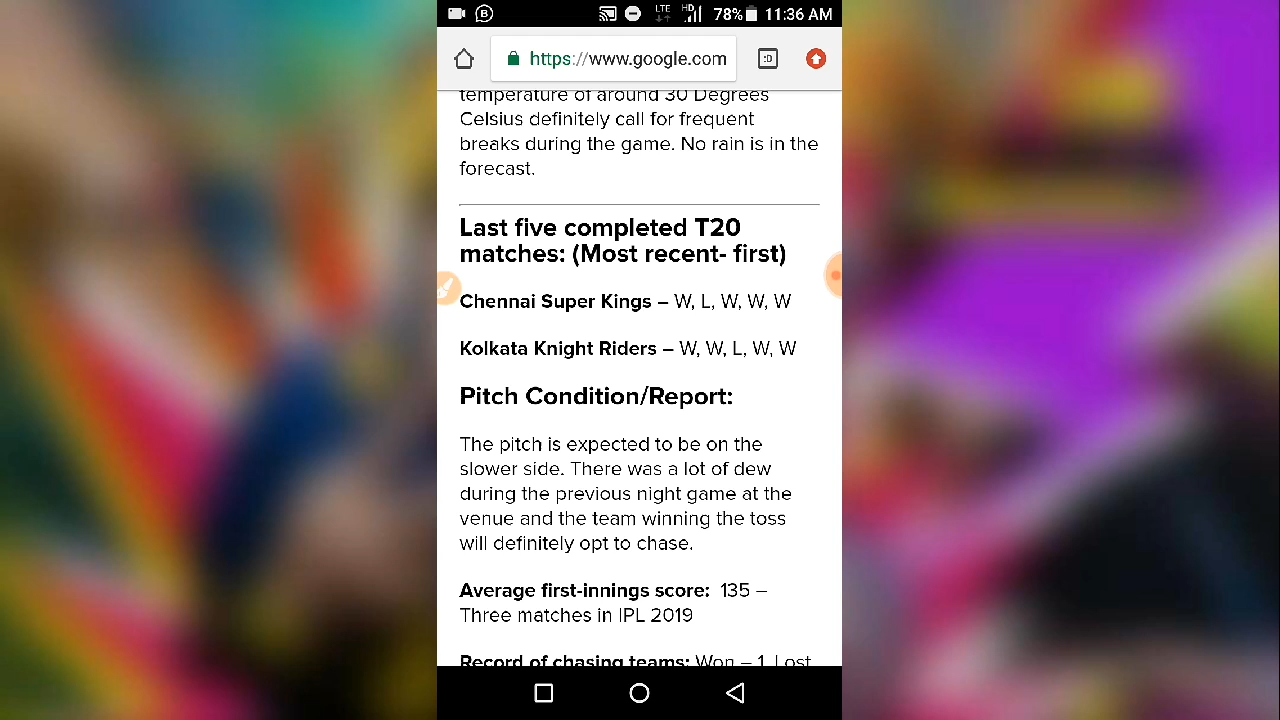 B LTE HD 78% 11:36 AM
https://www.google.com :D
temperature of around 30 Degrees
Celsius definitely call for frequent
breaks during the game. No rain is in the
forecast.
Last five completed T20
matches: (Most recent- first)
Chennai Super Kings – W, L, W, W, W
Kolkata Knight Riders – W, W, L, W, W
Pitch Condition/Report:
The pitch is expected to be on the
slower side. There was a lot of dew
during the previous night game at the
venue and the team winning the toss
will definitely opt to chase.
Average first-innings score: 135 –
Three matches in IPL 2019
Record of chasing teams: Won – 1, Lost